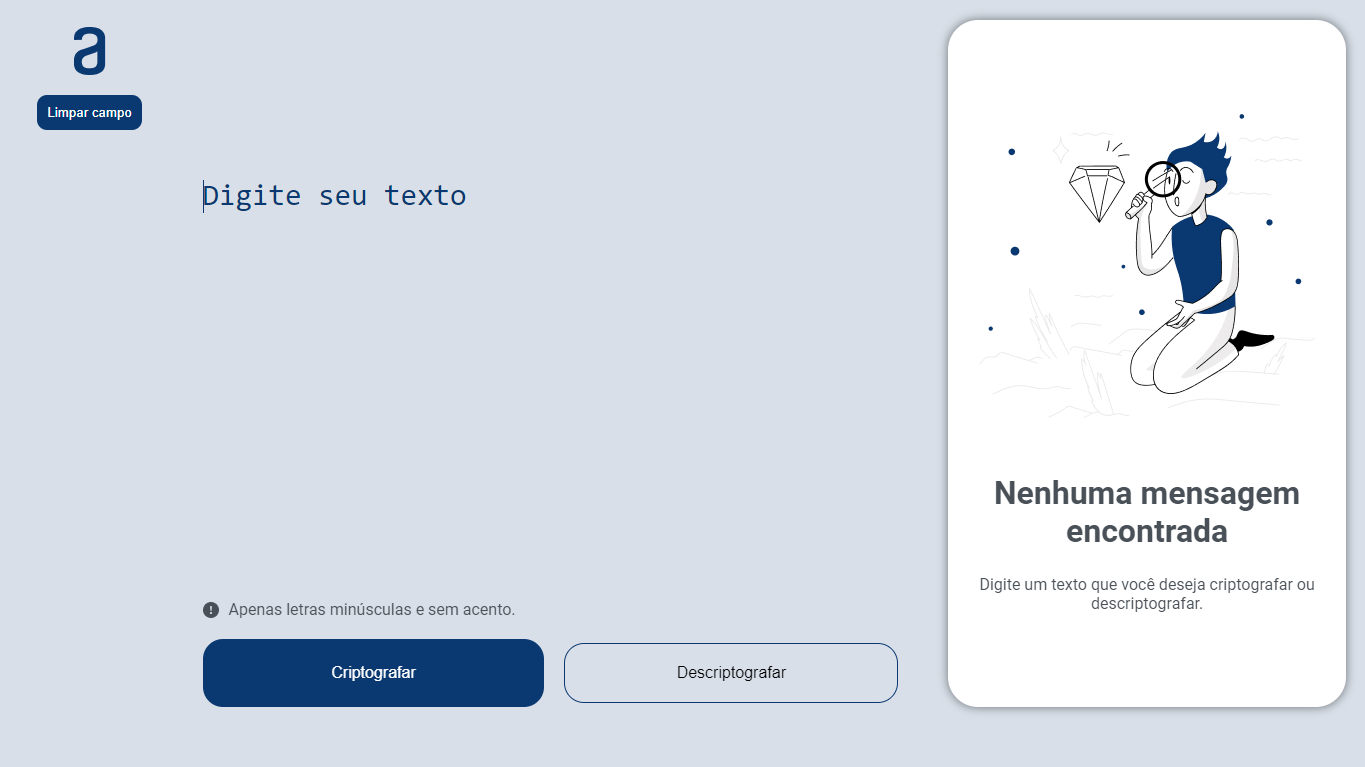 a
Limpar campo
Digite seu texto
Apenas letras minúsculas e sem acento.
Criptografar
Descriptografar
Nenhuma mensagem
encontrada
Digite um texto que você deseja criptografar ou
descriptografar.